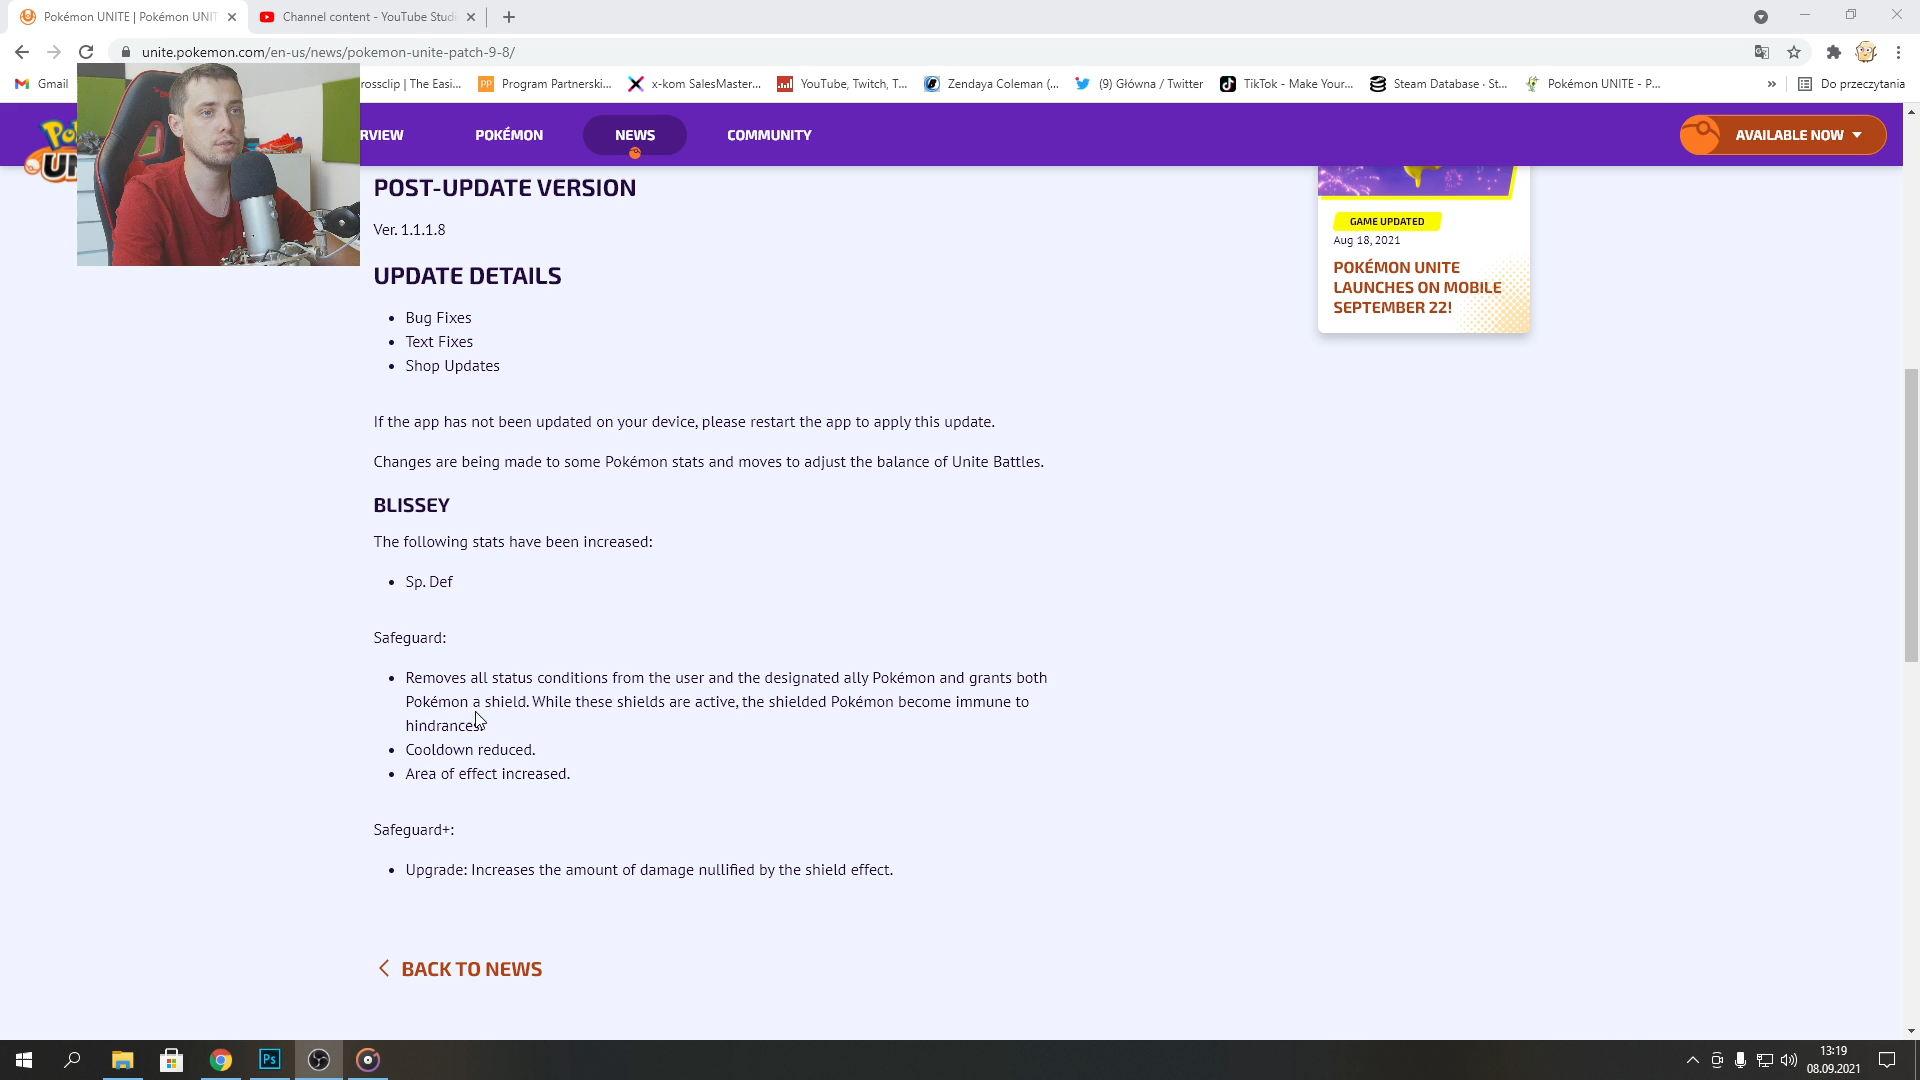 Pokémon UNITE | Pokémon UNIT
Channel content - YouTube Studi
unite.pokemon.com/en-us/news/pokemon-unite-patch-9-8/
Gmail
rossclip | The Easi...
Program Partnerski...
x-kom SalesMaster...
YouTube, Twitch, T...
Zendaya Coleman (...
(9) Główna / Twitter
TikTok - Make Your...
Steam Database · St...
Pokémon UNITE - P...
»
Do przeczytania
RVIEW
POKÉMON
NEWS
COMMUNITY
AVAILABLE NOW
POST-UPDATE VERSION
Ver. 1.1.1.8
UPDATE DETAILS
• Bug Fixes
• Text Fixes
• Shop Updates
If the app has not been updated on your device, please restart the app to apply this update.
Changes are being made to some Pokémon stats and moves to adjust the balance of Unite Battles.
BLISSEY
The following stats have been increased:
• Sp. Def
Safeguard:
• Removes all status conditions from the user and the designated ally Pokémon and grants both
Pokémon a shield. While these shields are active, the shielded Pokémon become immune to
hindrances.
• Cooldown reduced.
• Area of effect increased.
Safeguard+:
• Upgrade: Increases the amount of damage nullified by the shield effect.
BACK TO NEWS
GAME UPDATED
Aug 18, 2021
POKÉMON UNITE
LAUNCHES ON MOBILE
SEPTEMBER 22!
Ps
13:19
08.09.2021